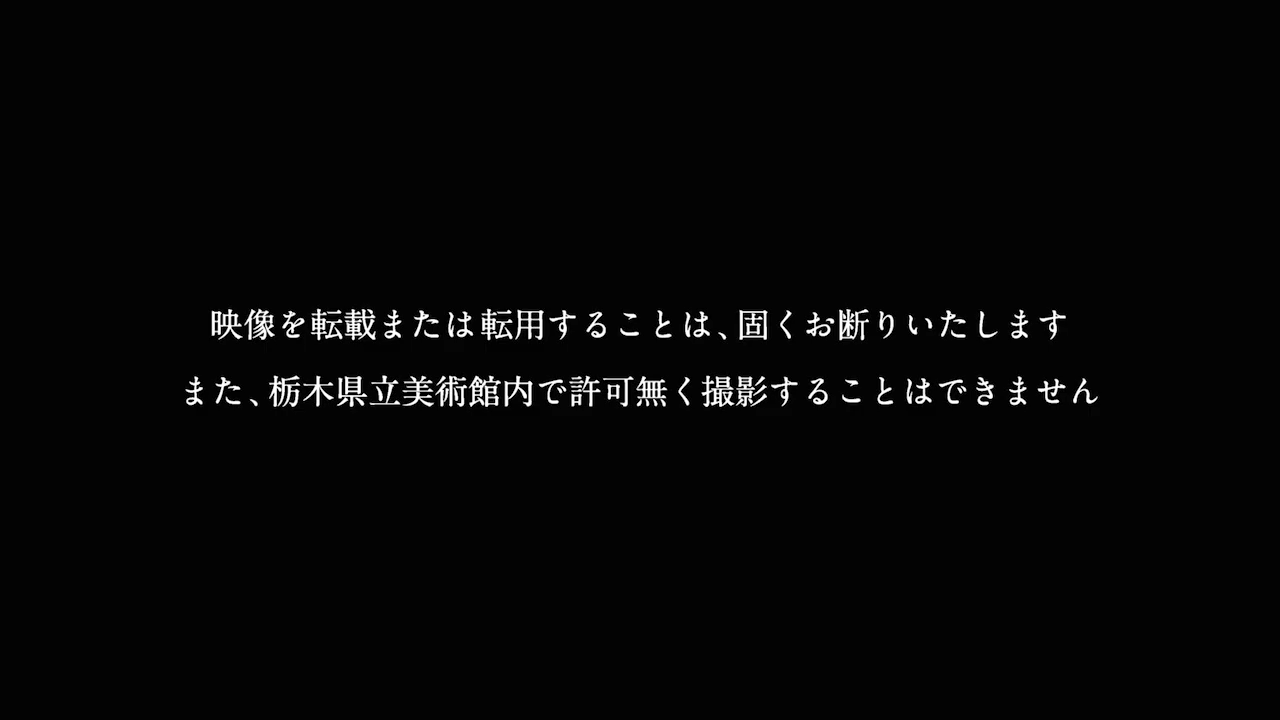 映像を転載または転用することは、固くお断りいたします
また、栃木県立美術館内で許可無く撮影することはできません